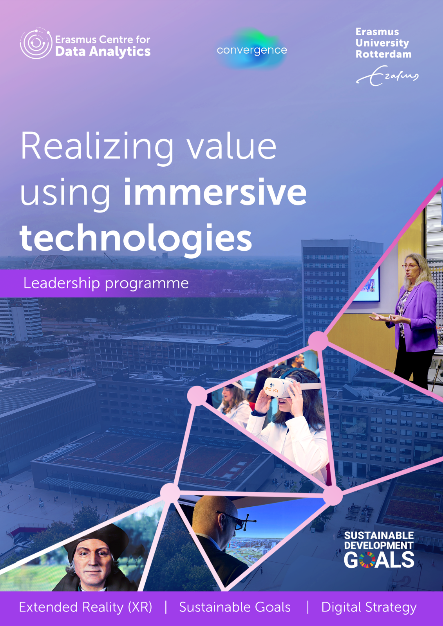 Erasmus Centre for
Data Analytics
convergence
Erasmus
University
Rotterdam
Erasmus
Realizing value
using immersive
technologies
Leadership programme
SUSTAINABLE
DEVELOPMENT
GOALS
Extended Reality (XR) | Sustainable Goals | Digital Strategy